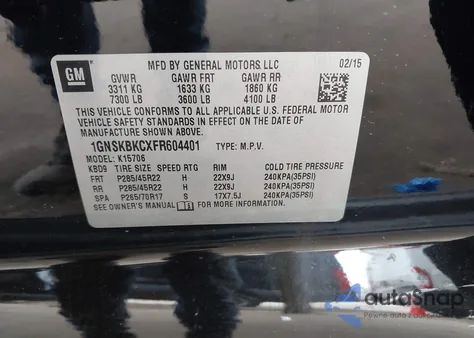 GM
MFD BY GENERAL MOTORS LLC
02/15
GVWR GAWR FRT GAWR RR
3311 KG 1633 KG 1860 KG
7300 LB 3600 LB 4100 LB
THIS VEHICLE CONFORMS TO ALL APPLICABLE U.S. FEDERAL MOTOR
VEHICLE SAFETY STANDARDS IN EFFECT ON THE DATE OF
MANUFACTURE SHOWN ABOVE.
1GNSKBKCXFR604401 TYPE: M.P.V.
MODEL: K15706
KBD9 TIRE SIZE SPEED RTG RIM COLD TIRE PRESSURE
FRT P285/45R22 H 22X9J 240KPA(35PSI)
RR P285/45R22 H 22X9J 240KPA(35PSI)
SPA P265/70R17 S 17X7.5J 240KPA(35PSI)
SEE OWNER'S MANUAL FOR MORE INFORMATION.
autoSnap
Pewne auto z